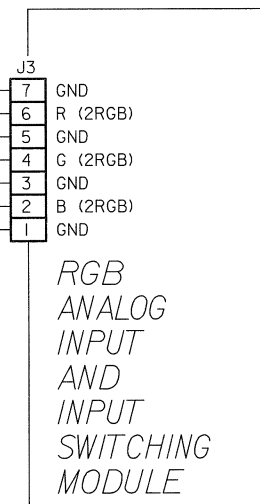 J3
7 GND
6 R (2RGB)
5 GND
4 G (2RGB)
3 GND
2 B (2RGB)
1 GND
RGB
ANALOG
INPUT
AND
INPUT
SWITCHING
MODULE